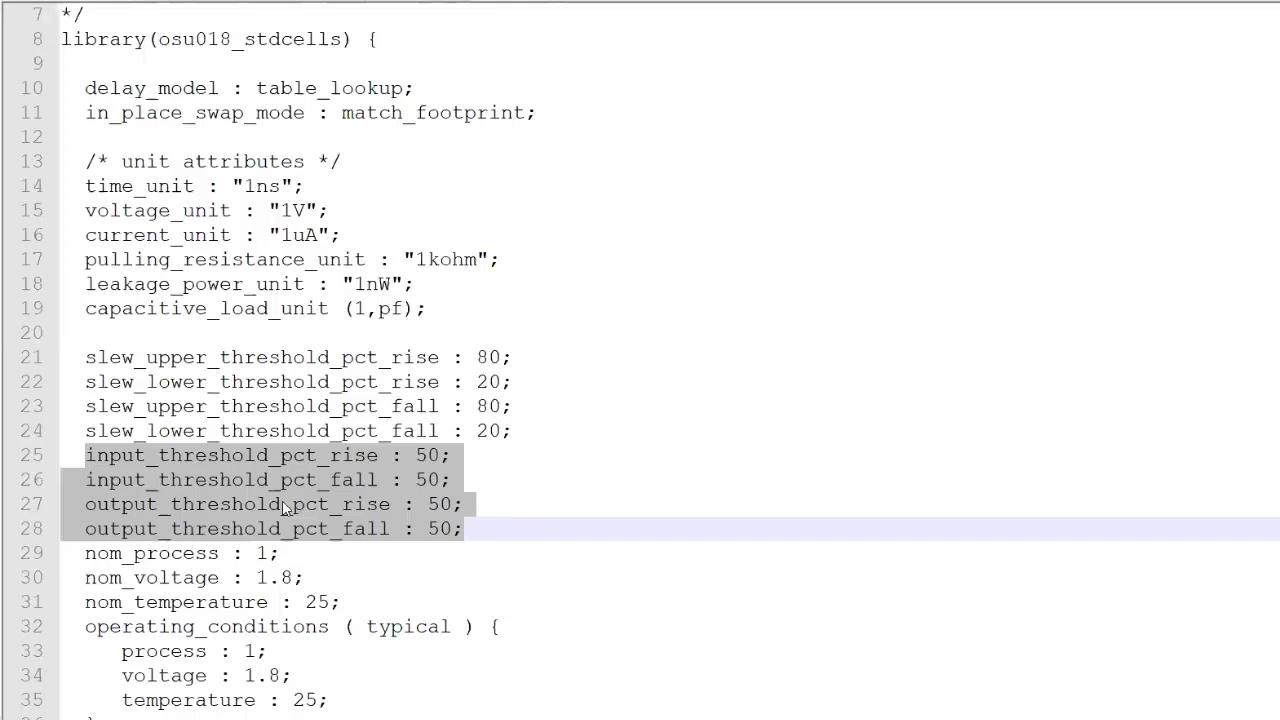 7 */
8 library(osu018_stdcells) {
9
10 delay_model : table_lookup;
11 in_place_swap_mode : match_footprint;
12
13 /* unit attributes */
14 time_unit : "1ns";
15 voltage_unit : "1V";
16 current_unit : "1uA";
17 pulling_resistance_unit : "1kohm";
18 leakage_power_unit : "1nW";
19 capacitive_load_unit (1,pf);
20
21 slew_upper_threshold_pct_rise : 80;
22 slew_lower_threshold_pct_rise : 20;
23 slew_upper_threshold_pct_fall : 80;
24 slew_lower_threshold_pct_fall : 20;
25 input_threshold_pct_rise : 50;
26 input_threshold_pct_fall : 50;
27 output_threshold_pct_rise : 50;
28 output_threshold_pct_fall : 50;
29 nom_process : 1;
30 nom_voltage : 1.8;
31 nom_temperature : 25;
32 operating_conditions ( typical ) {
33 process : 1;
34 voltage : 1.8;
35 temperature : 25;